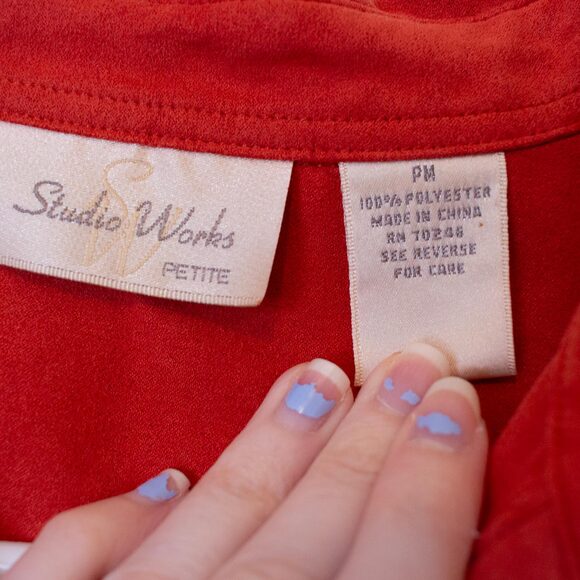 Studio Works
PETITE
PM
100% POLYESTER
MADE IN CHINA
RN 70246
SEE REVERSE
FOR CARE